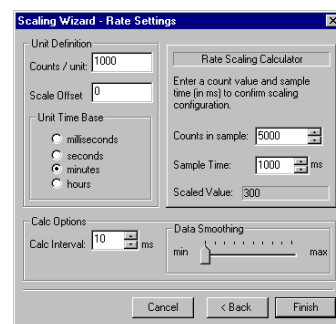 Scaling Wizard - Rate Settings
Unit Definition
Counts / unit: 1000
Scale Offset 0
Unit Time Base
milliseconds
seconds
minutes
hours
Rate Scaling Calculator
Enter a count value and sample
time (in ms) to confirm scaling
configuration.
Counts in sample: 5000
Sample Time: 1000 ms
Scaled Value: 300
Calc Options
Calc Interval: 10 ms
Data Smoothing
min max
Cancel < Back Finish